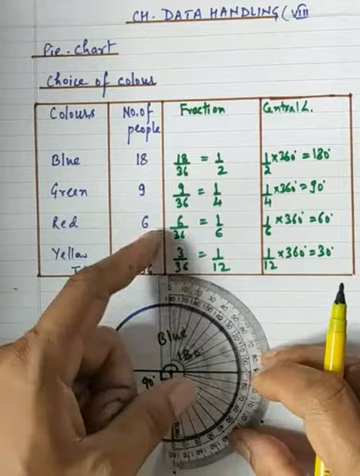 CH. DATA HANDLING (VIII
Pie-Chart
Choice of colour
Colours No. of people Fraction Central ∠.
Blue 18 18/36 = 1/2 1/2 × 360° = 180°
Green 9 9/36 = 1/4 1/4 × 360° = 90°
Red 6 6/36 = 1/6 1/6 × 360° = 60°
Yellow 3/36 = 1/12 1/12 × 360° = 30°
Blue
180
90°